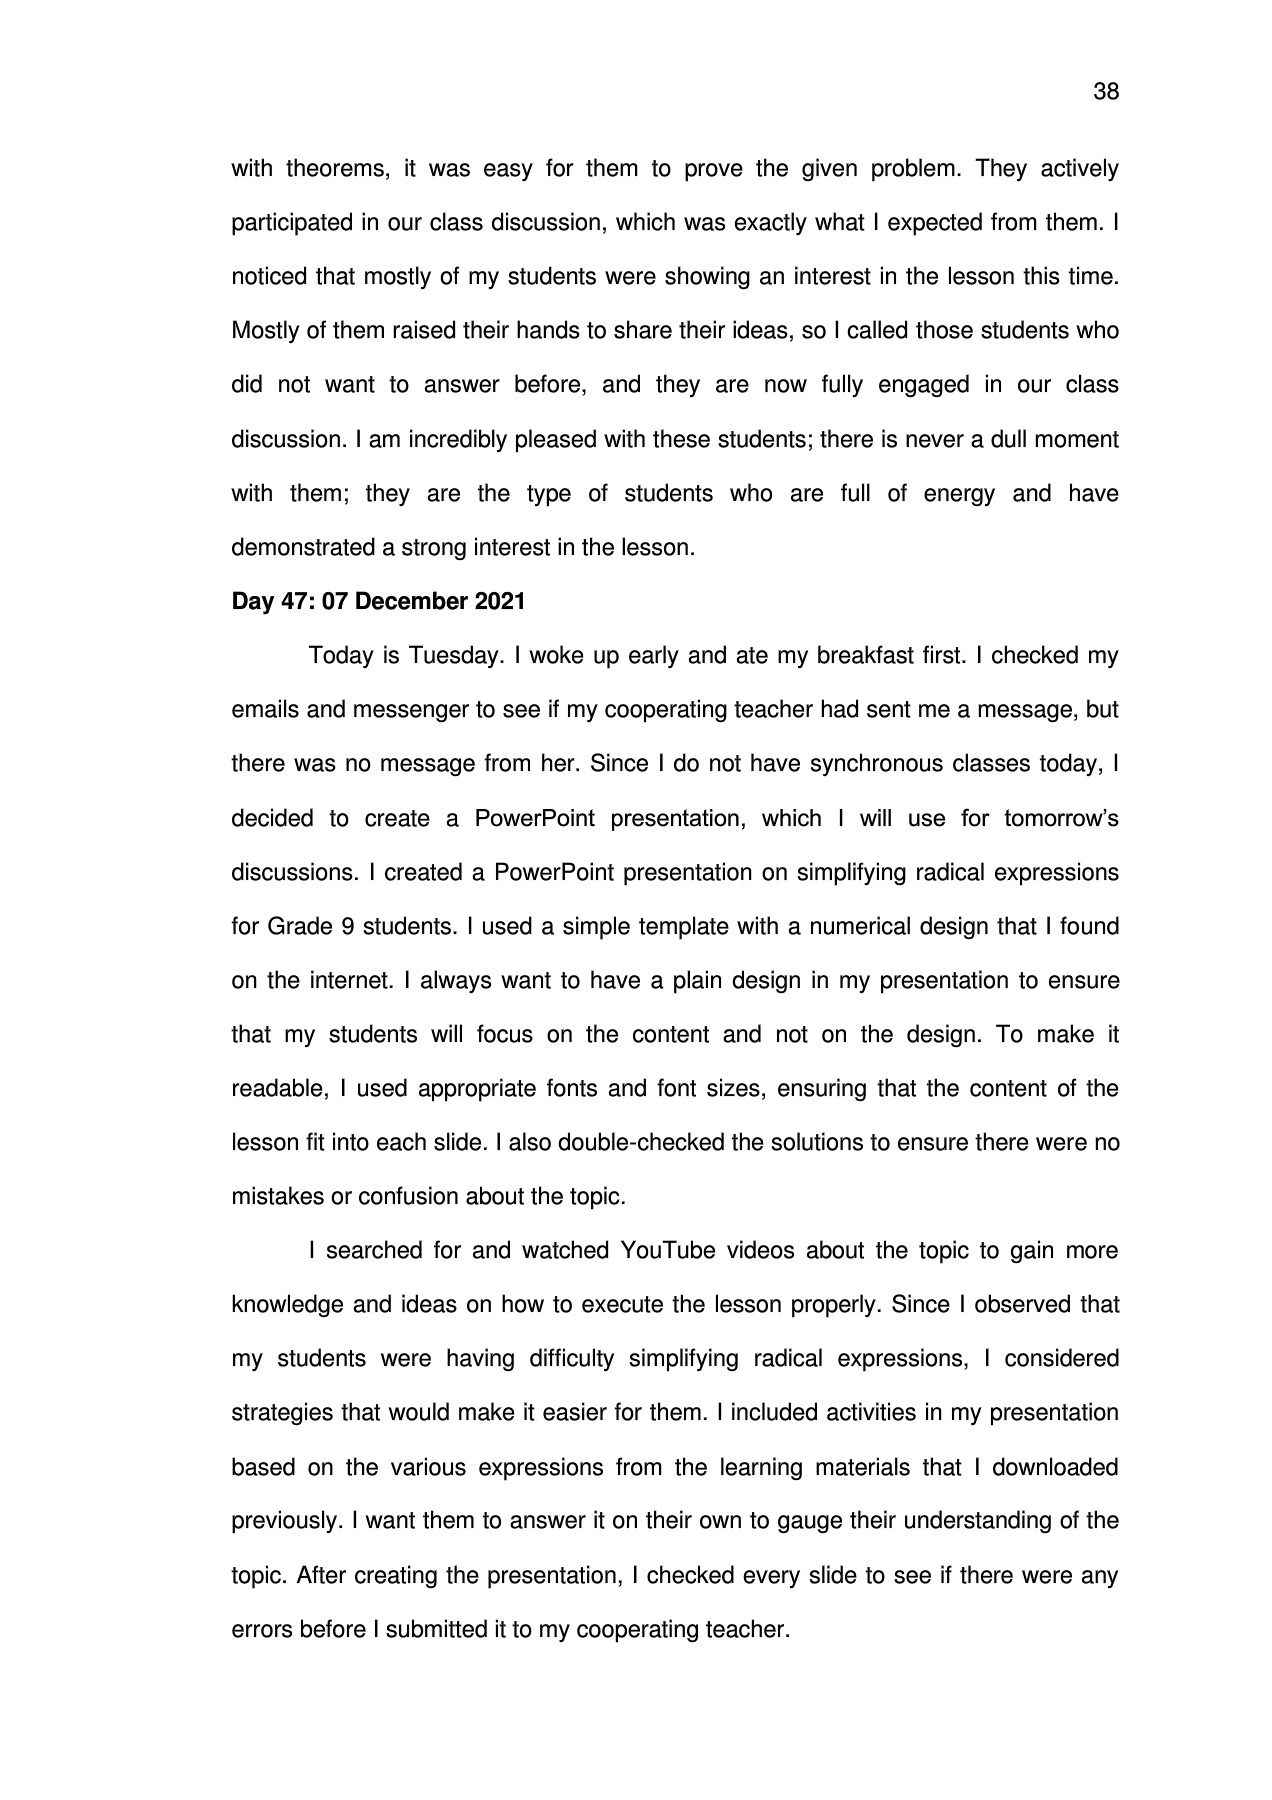 38
with theorems, it was easy for them to prove the given problem. They actively
participated in our class discussion, which was exactly what I expected from them. I
noticed that mostly of my students were showing an interest in the lesson this time.
Mostly of them raised their hands to share their ideas, so I called those students who
did not want to answer before, and they are now fully engaged in our class
discussion. I am incredibly pleased with these students; there is never a dull moment
with them; they are the type of students who are full of energy and have
demonstrated a strong interest in the lesson.
Day 47: 07 December 2021
Today is Tuesday. I woke up early and ate my breakfast first. I checked my
emails and messenger to see if my cooperating teacher had sent me a message, but
there was no message from her. Since I do not have synchronous classes today, I
decided to create a PowerPoint presentation, which I will use for tomorrow’s
discussions. I created a PowerPoint presentation on simplifying radical expressions
for Grade 9 students. I used a simple template with a numerical design that I found
on the internet. I always want to have a plain design in my presentation to ensure
that my students will focus on the content and not on the design. To make it
readable, I used appropriate fonts and font sizes, ensuring that the content of the
lesson fit into each slide. I also double-checked the solutions to ensure there were no
mistakes or confusion about the topic.
I searched for and watched YouTube videos about the topic to gain more
knowledge and ideas on how to execute the lesson properly. Since I observed that
my students were having difficulty simplifying radical expressions, I considered
strategies that would make it easier for them. I included activities in my presentation
based on the various expressions from the learning materials that I downloaded
previously. I want them to answer it on their own to gauge their understanding of the
topic. After creating the presentation, I checked every slide to see if there were any
errors before I submitted it to my cooperating teacher.